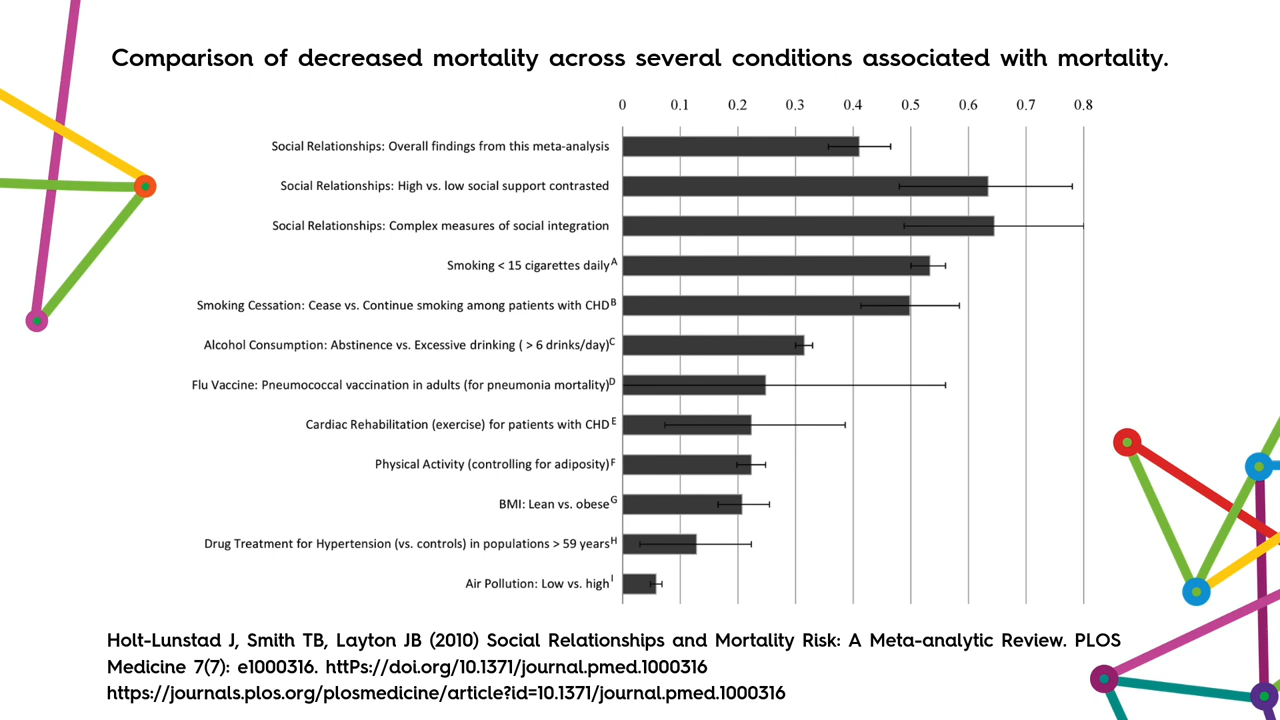 Comparison of decreased mortality across several conditions associated with mortality.
0 0.1 0.2 0.3 0.4 0.5 0.6 0.7 0.8
Social Relationships: Overall findings from this meta-analysis
Social Relationships: High vs. low social support contrasted
Social Relationships: Complex measures of social integration
Smoking < 15 cigarettes daily A
Smoking Cessation: Cease vs. Continue smoking among patients with CHD B
Alcohol Consumption: Abstinence vs. Excessive drinking ( > 6 drinks/day) C
Flu Vaccine: Pneumococcal vaccination in adults (for pneumonia mortality) D
Cardiac Rehabilitation (exercise) for patients with CHD E
Physical Activity (controlling for adiposity) F
BMI: Lean vs. obese G
Drug Treatment for Hypertension (vs. controls) in populations > 59 years H
Air Pollution: Low vs. high I
Holt-Lunstad J, Smith TB, Layton JB (2010) Social Relationships and Mortality Risk: A Meta-analytic Review. PLOS
Medicine 7(7): e1000316. httPs://doi.org/10.1371/journal.pmed.1000316
https://journals.plos.org/plosmedicine/article?id=10.1371/journal.pmed.1000316